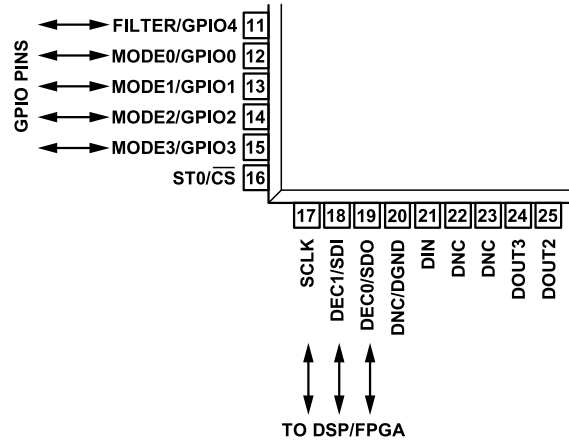 GPIO PINS
FILTER/GPIO4 11
MODE0/GPIO0 12
MODE1/GPIO1 13
MODE2/GPIO2 14
MODE3/GPIO3 15
ST0/C̅S̅ 16
17 18 19 20 21 22 23 24 25
SCLK
DEC1/SDI
DEC0/SDO
DNC/DGND
DIN
DNC
DNC
DOUT3
DOUT2
TO DSP/FPGA